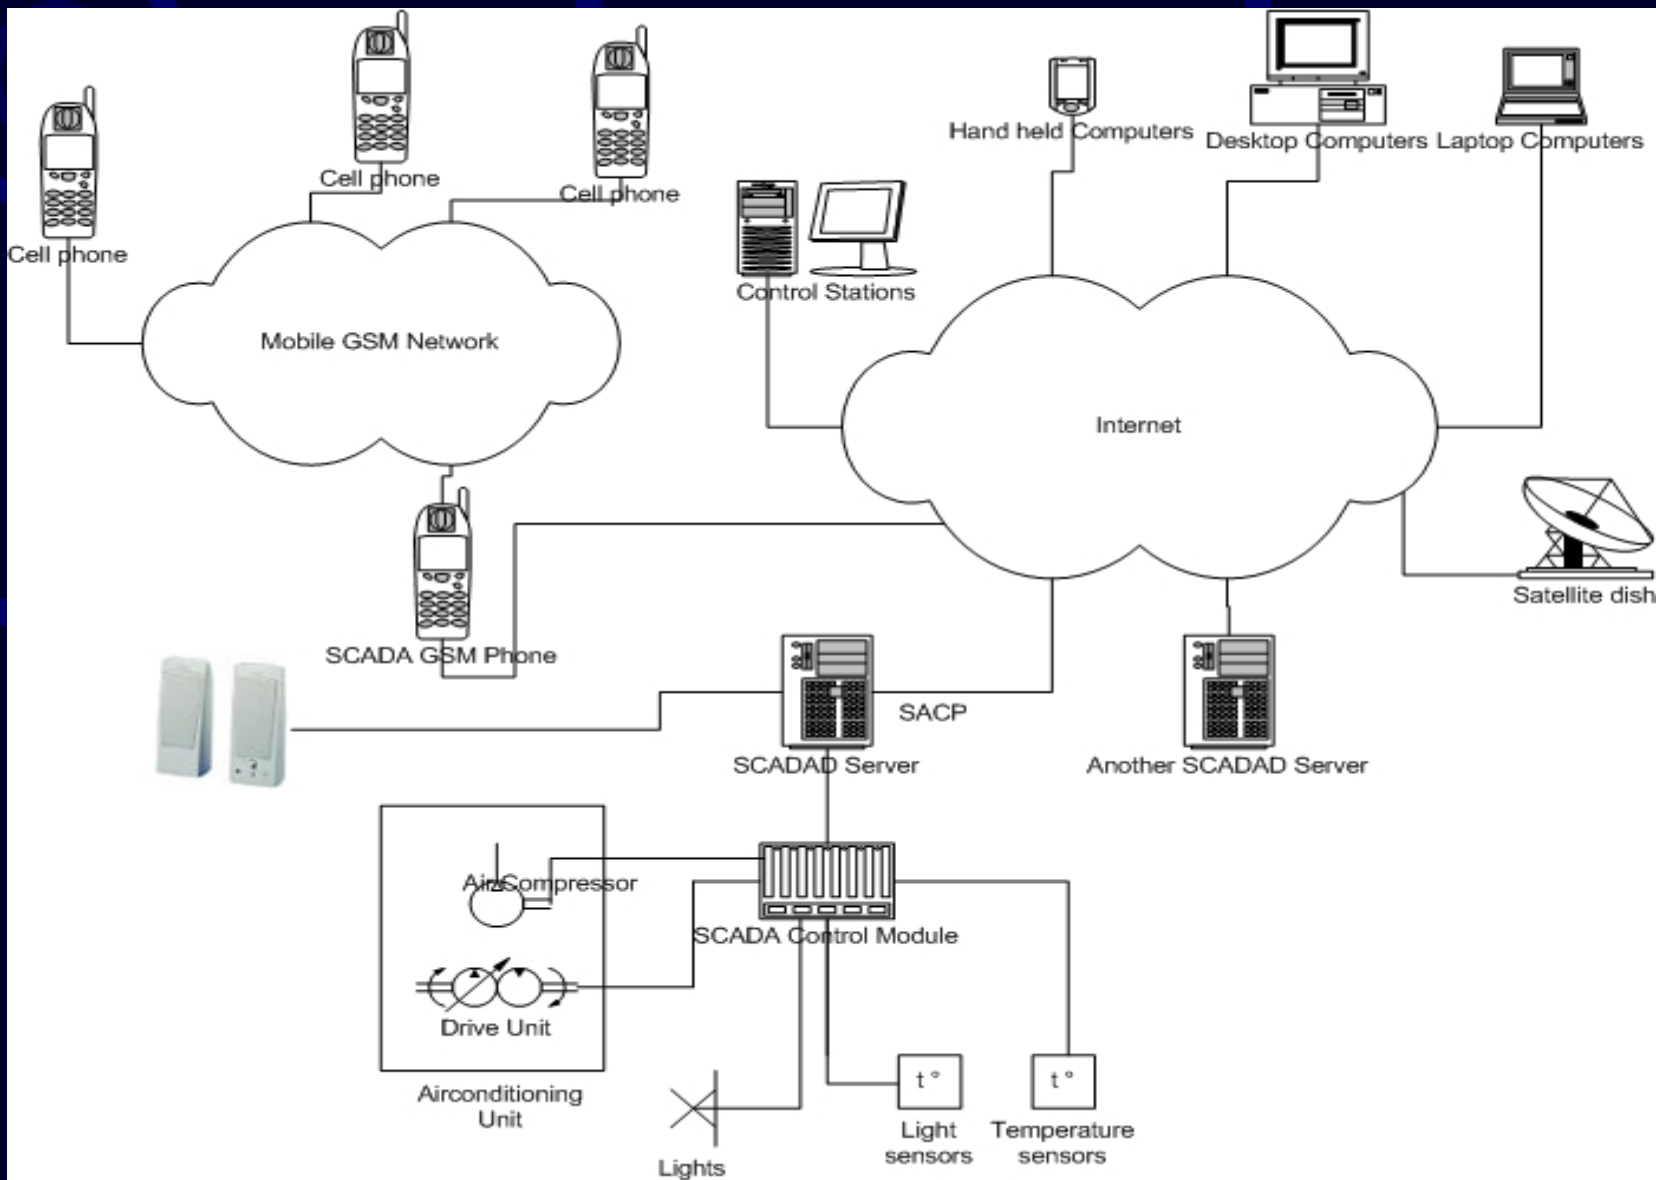 Cell phone
Cell phone
Cell phone
Hand held Computers
Desktop Computers
Laptop Computers
Control Stations
Mobile GSM Network
Internet
Satellite dish
SCADA GSM Phone
SACP
SCADAD Server
Another SCADAD Server
Air Compressor
SCADA Control Module
Drive Unit
Airconditioning
Unit
t °
t °
Light
sensors
Temperature
sensors
Lights